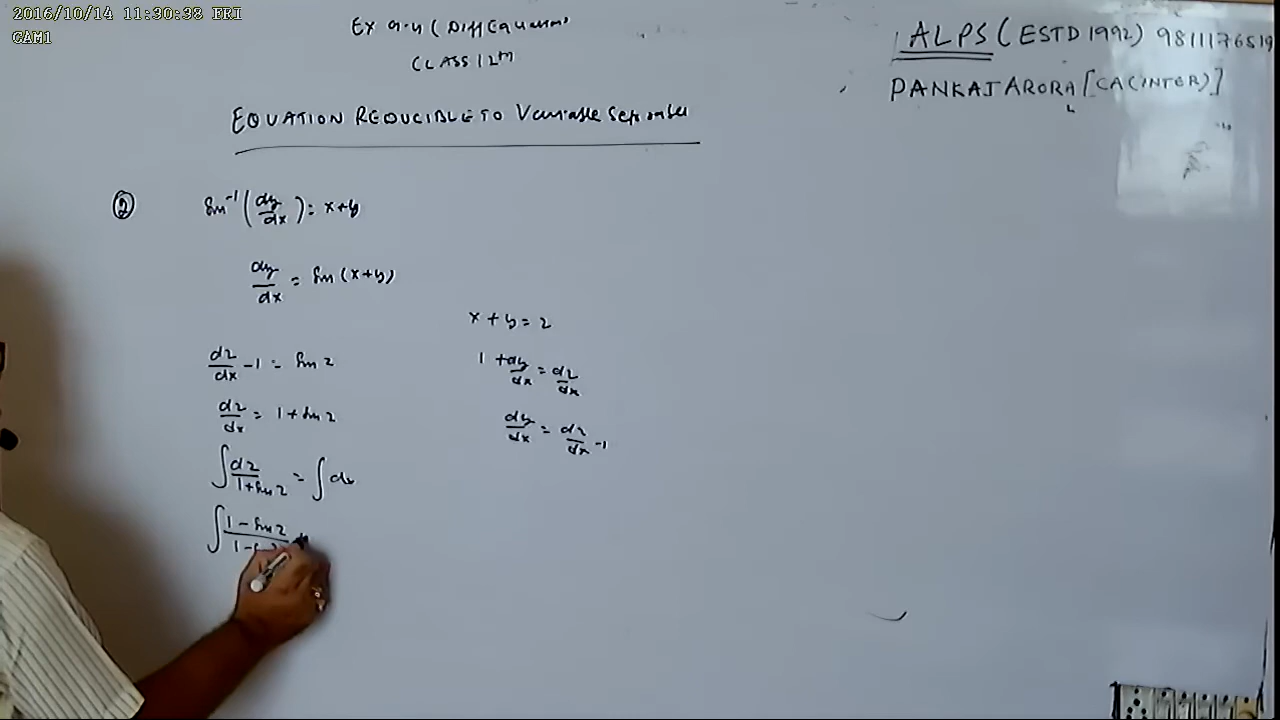 2016/10/14 11:30:38 FRI
CAM1
Ex 9.4 ( Diff Equations
CLASS 12th
ALPS ( ESTD 1992) 9811176519
PANKAJ ARORA [CA(INTER)]
EQUATION REDUCIBLE TO Variable Separable
② sin⁻¹(dy/dx) = x+y
dy/dx = sin(x+y)
x + y = z
dz/dx - 1 = sin z
1 + dy/dx = dz/dx
dz/dx = 1 + sin z
dy/dx = dz/dx - 1
∫ dz/1+sin z = ∫ dx
∫ 1 - sin z